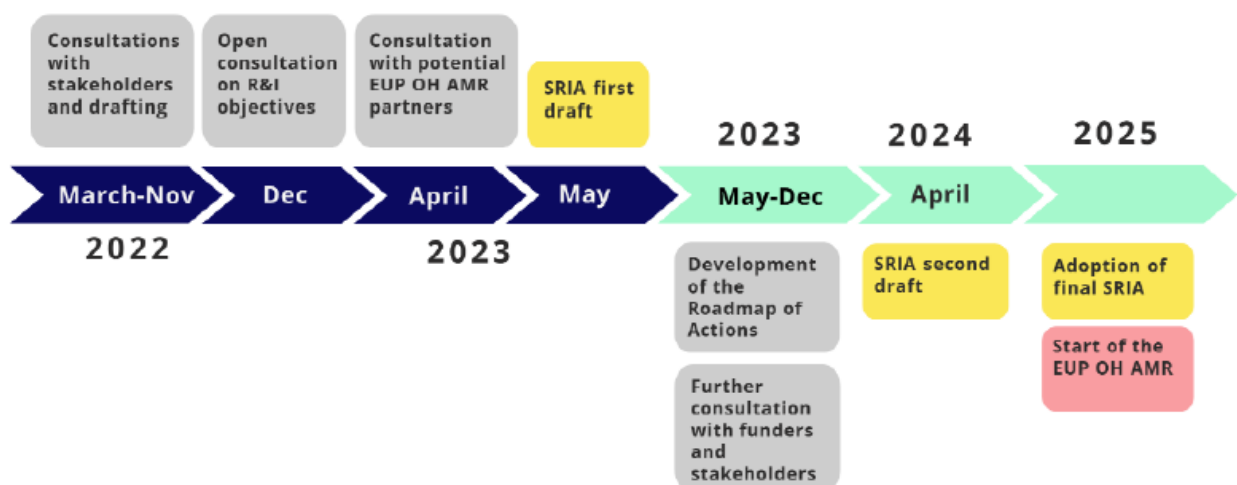 Consultations
with
stakeholders
and drafting
Open
consultation
on R&I
objectives
Consultation
with potential
EUP OH AMR
partners
SRIA first
draft
2023
2024
2025
March-Nov
Dec
April
May
May-Dec
April
2022
2023
Development
of the
Roadmap of
Actions
Further
consultation
with funders
and
stakeholders
SRIA second
draft
Adoption of
final SRIA
Start of the
EUP OH AMR